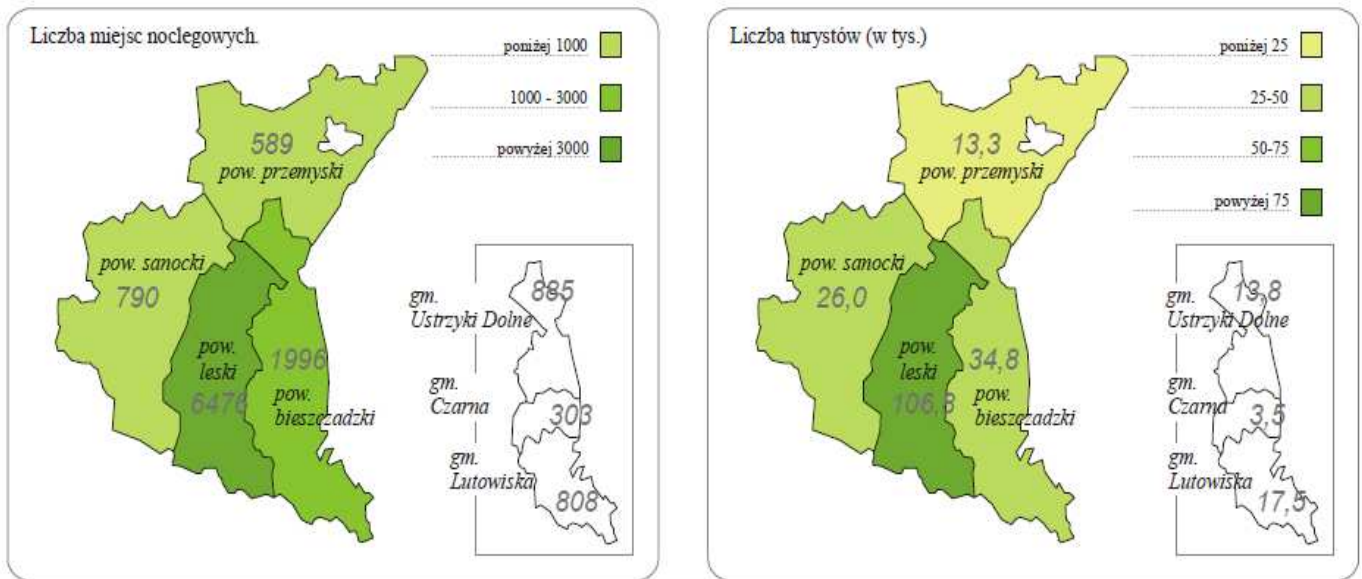 Liczba miejsc noclegowych.
poniżej 1000
1000 - 3000
powyżej 3000
589
pow. przemyski
pow. sanocki
790
pow.
leski
6476
1996
pow.
bieszczadzki
gm.
Ustrzyki Dolne
885
gm.
Czarna
303
gm.
Lutowiska
808
Liczba turystów (w tys.)
poniżej 25
25-50
50-75
powyżej 75
13,3
pow. przemyski
pow. sanocki
26,0
pow.
leski
106,8
34,8
pow.
bieszczadzki
gm.
Ustrzyki Dolne
13,8
gm.
Czarna
3,5
gm.
Lutowiska
17,5